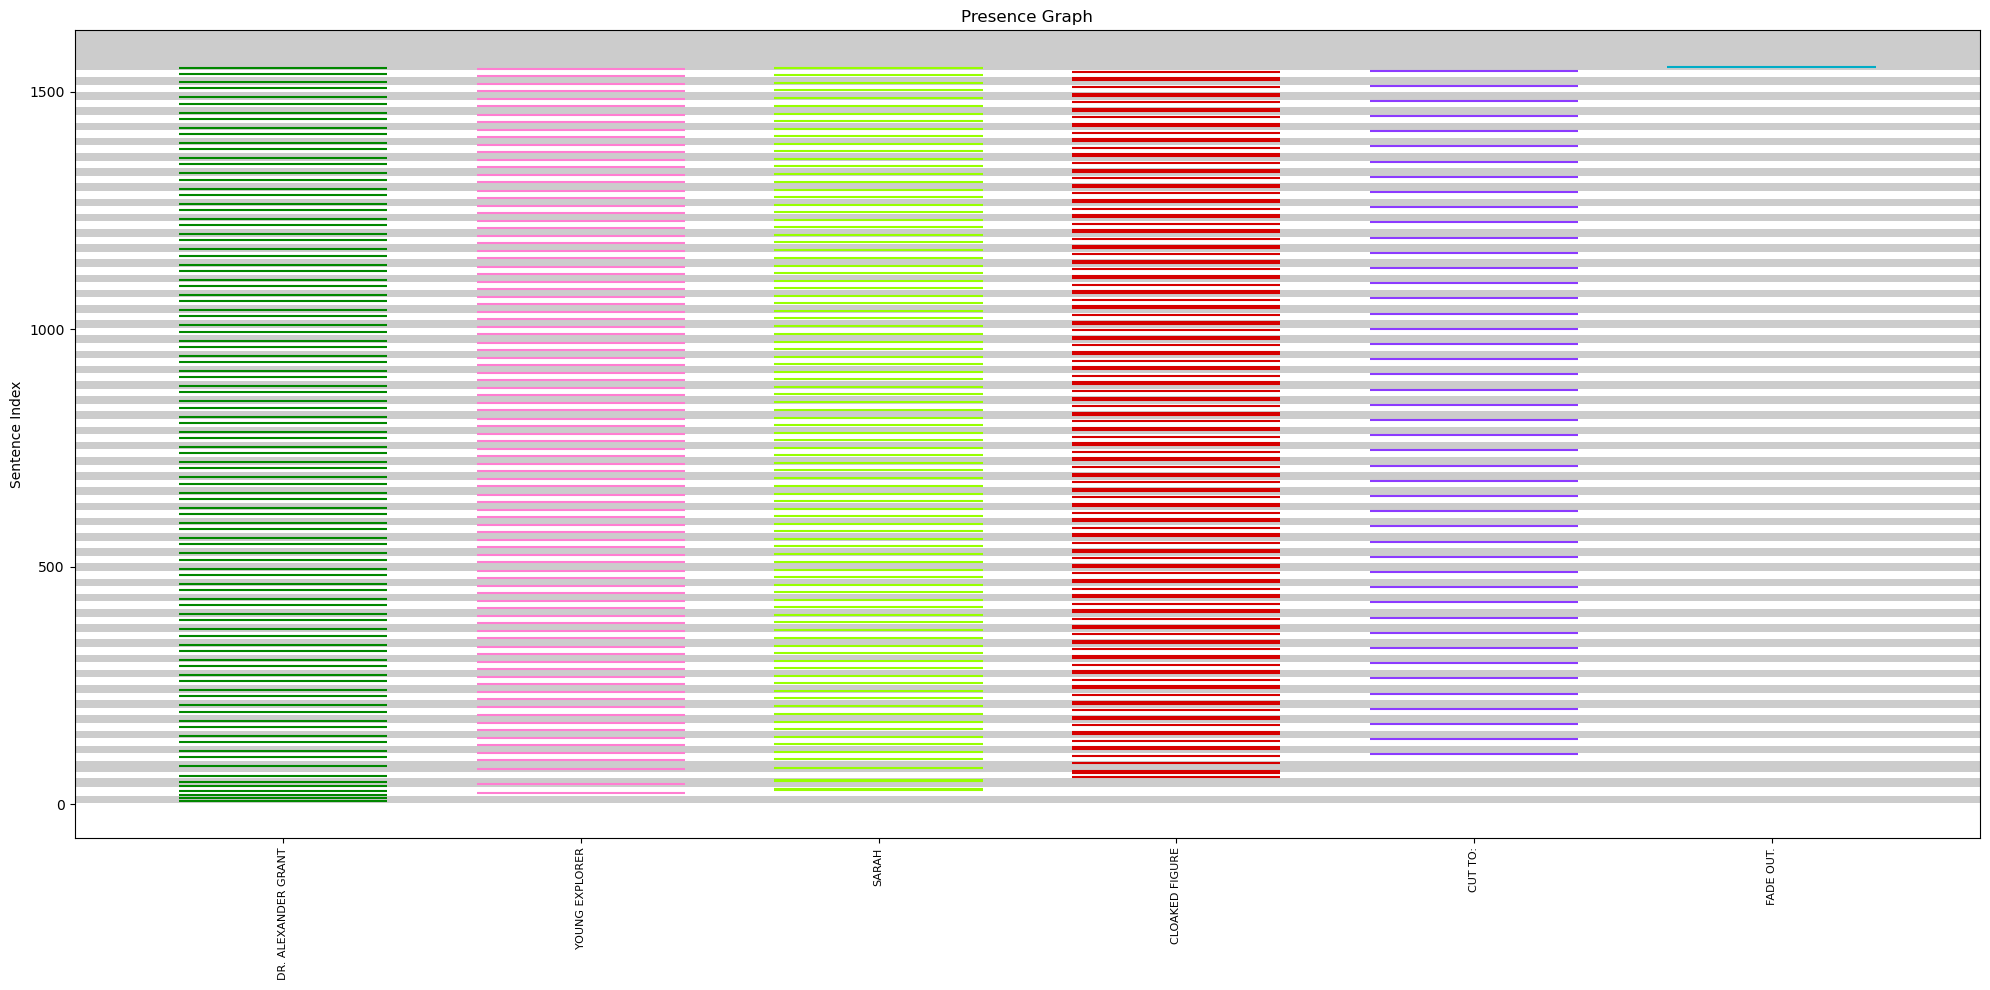 Presence Graph
Sentence Index
1500
1000
500
0
DR. ALEXANDER GRANT
YOUNG EXPLORER
SARAH
CLOAKED FIGURE
CUT TO:
FADE OUT.